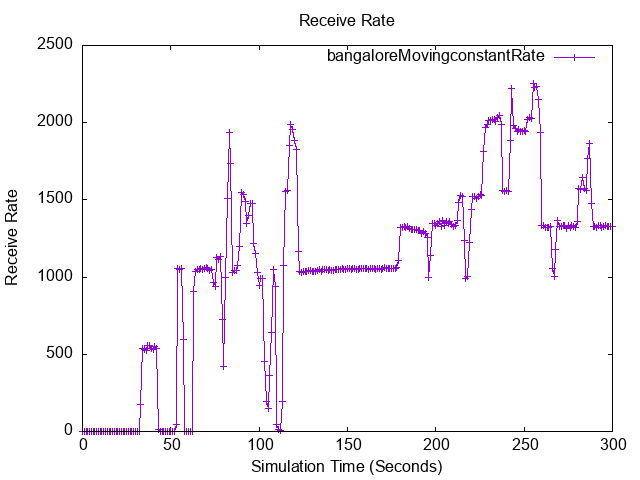 Receive Rate
bangaloreMovingconstantRate
2500
2000
1500
1000
500
0
Receive Rate
0 50 100 150 200 250 300
Simulation Time (Seconds)